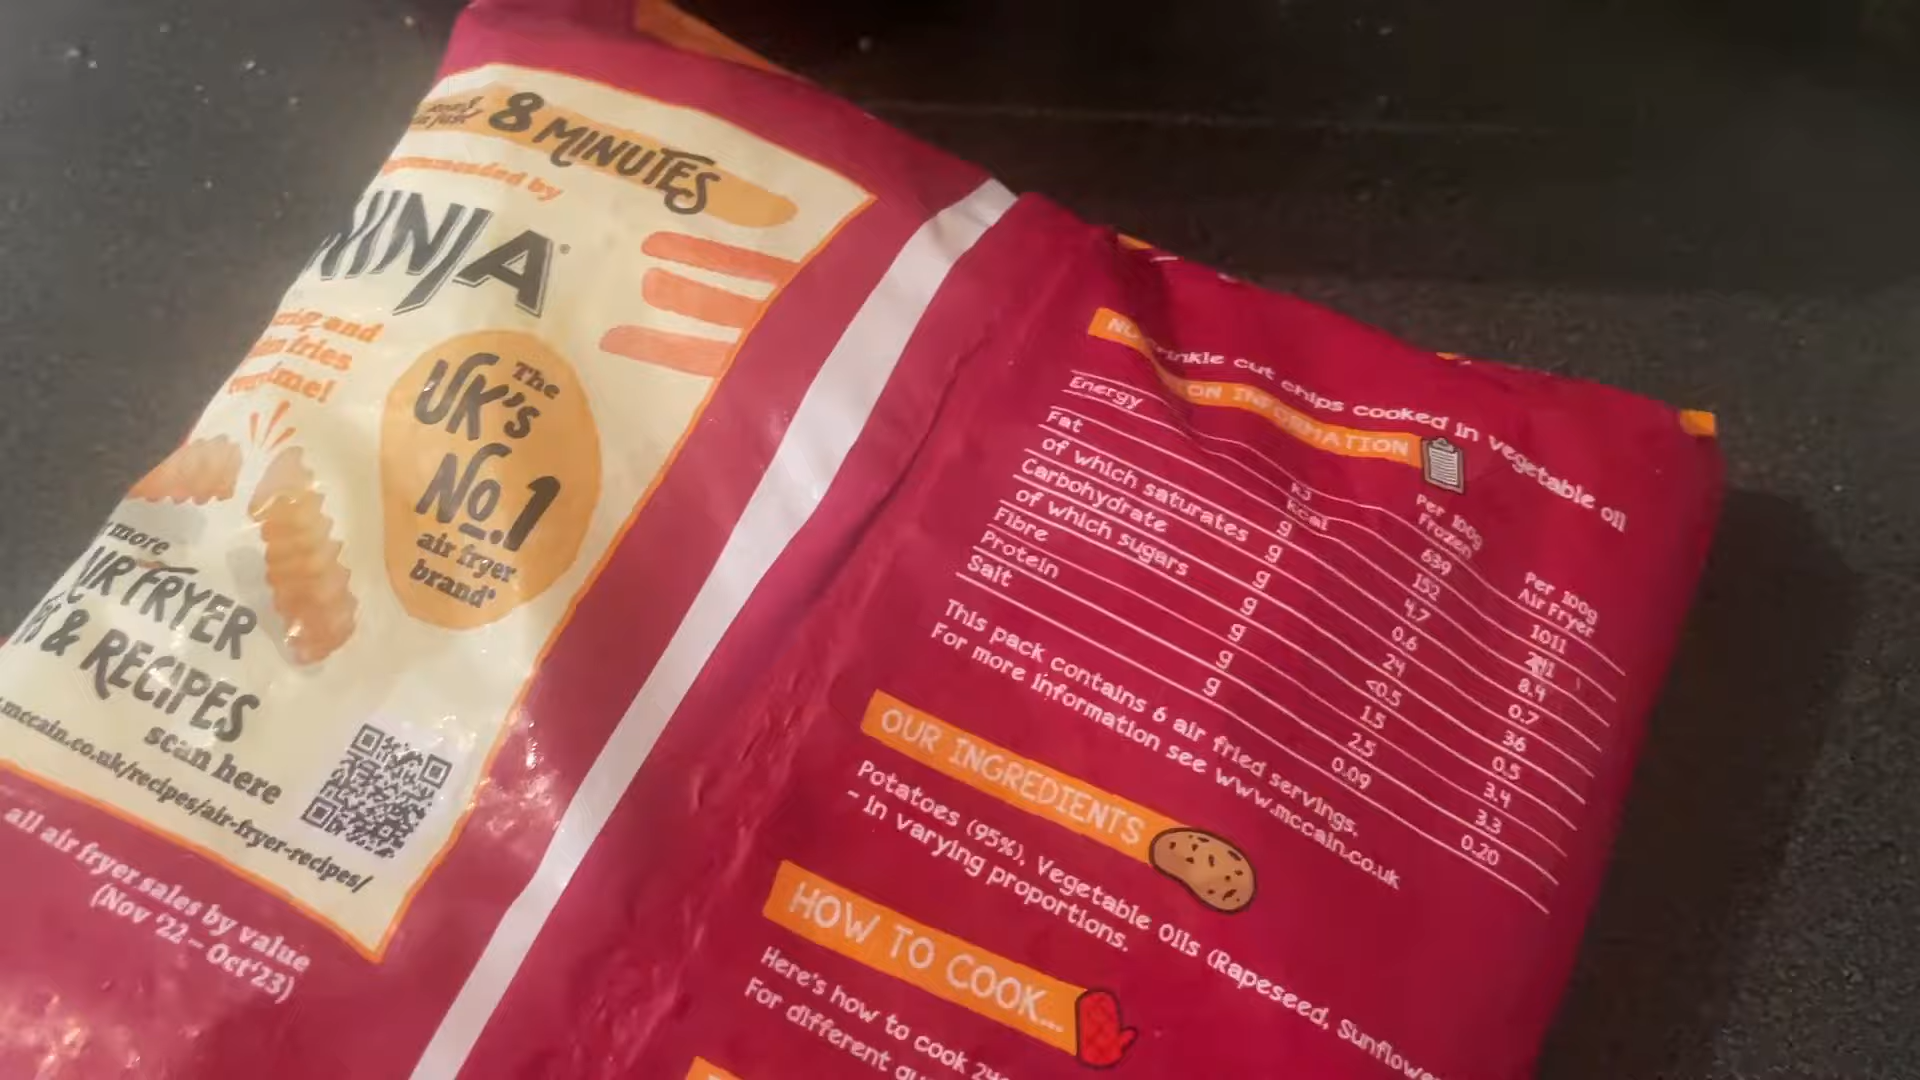 8 MINUTES
by
NINJA®
and
fries
The
UK's
No.1
air fryer
brand*
more
AIR FRYER
& RECIPES
scan here
.mccain.co.uk/recipes/air-fryer-recipes/
all air fryer sales by value
(Nov '22 – Oct '23)
cut chips cooked in vegetable oil
INFORMATION
Per 100g Frozen Per 100g Air Fryer
Energy kJ 639 1011
kcal 152
Fat g 4.7 8.4
of which saturates g 0.6 0.7
Carbohydrate g 24 36
of which sugars g <0.5 0.5
Fibre g 1.5 3.4
Protein g 2.5 3.3
Salt g 0.09 0.20
This pack contains 6 air fried servings.
For more information see www.mccain.co.uk
OUR INGREDIENTS
Potatoes (95%), Vegetable Oils (Rapeseed,
- in varying proportions.
HOW TO COOK...
Here's how to cook
For different